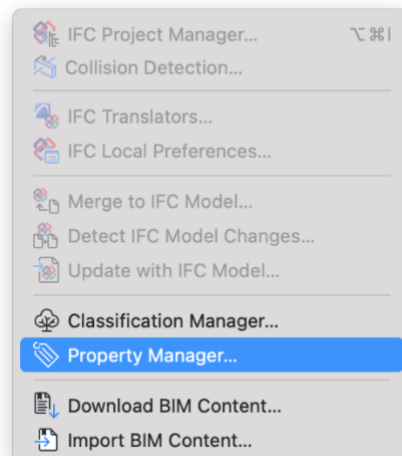 IFC Project Manager... ⌥⌘I
Collision Detection...
IFC Translators...
IFC Local Preferences...
Merge to IFC Model...
Detect IFC Model Changes...
Update with IFC Model...
Classification Manager...
Property Manager...
Download BIM Content...
Import BIM Content...